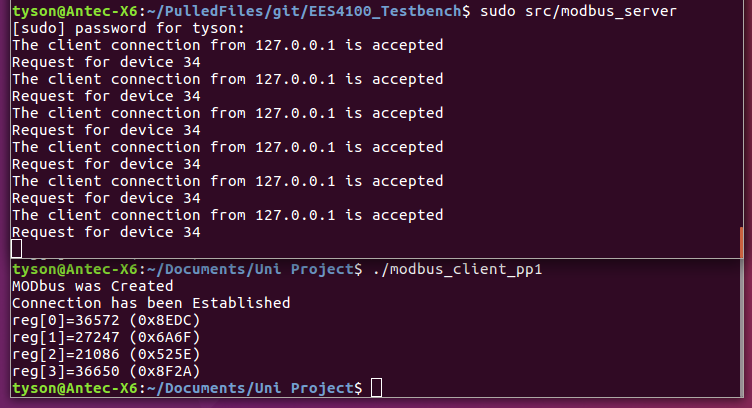 tyson@Antec-X6:~/PulledFiles/git/EES4100_Testbench$ sudo src/modbus_server
[sudo] password for tyson:
The client connection from 127.0.0.1 is accepted
Request for device 34
The client connection from 127.0.0.1 is accepted
Request for device 34
The client connection from 127.0.0.1 is accepted
Request for device 34
The client connection from 127.0.0.1 is accepted
Request for device 34
The client connection from 127.0.0.1 is accepted
Request for device 34
The client connection from 127.0.0.1 is accepted
Request for device 34
tyson@Antec-X6:~/Documents/Uni Project$ ./modbus_client_pp1
MODbus was Created
Connection has been Established
reg[0]=36572 (0x8EDC)
reg[1]=27247 (0x6A6F)
reg[2]=21086 (0x525E)
reg[3]=36650 (0x8F2A)
tyson@Antec-X6:~/Documents/Uni Project$